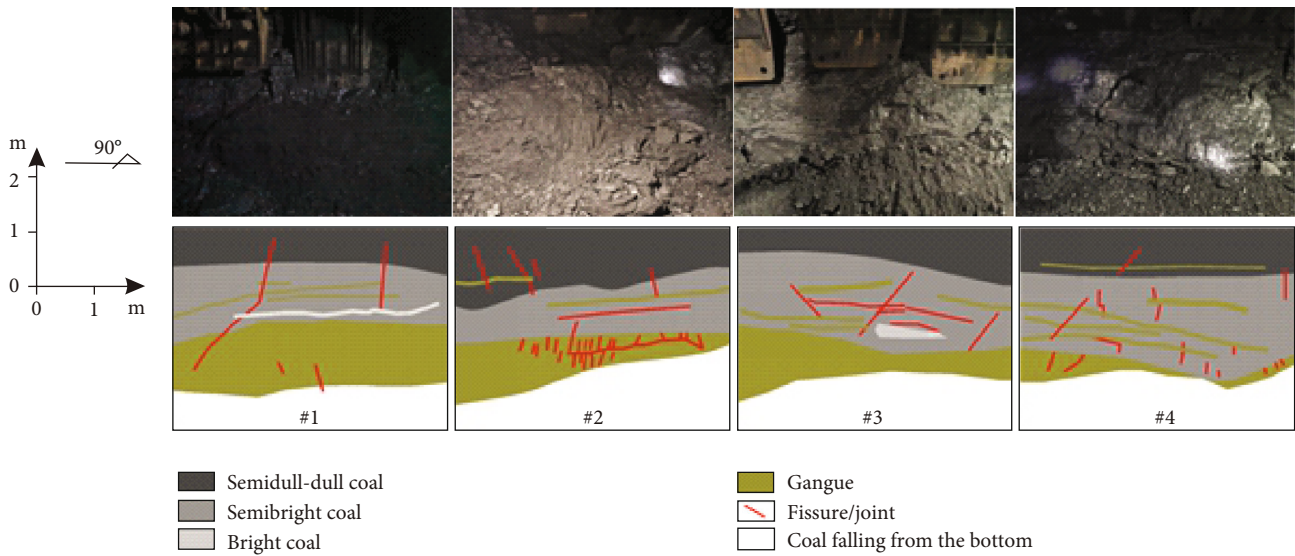 m
90°
2
1
0
0
1
m
#1
#2
#3
#4
Semidull-dull coal
Semibright coal
Bright coal
Gangue
Fissure/joint
Coal falling from the bottom